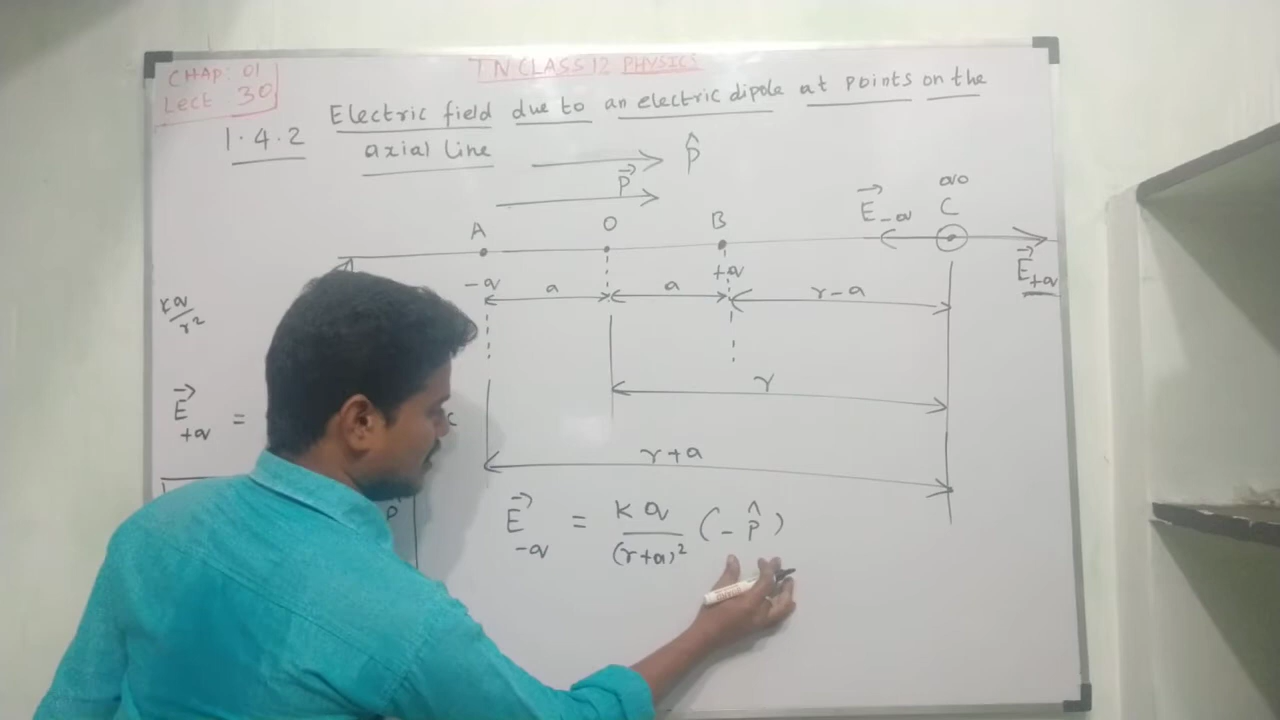 CHAP: 01
Lect : 30
TN CLASS 12 PHYSICS
1.4.2 Electric field due to an electric dipole at points on the
axial line
p̂
P⃗
A O B C
E⃗₋q
E⃗₊q
-q a a +q r-a
kq/r²
r
E⃗₊q =
r+a
E⃗₋q = kq/(r+a)² (-p̂)